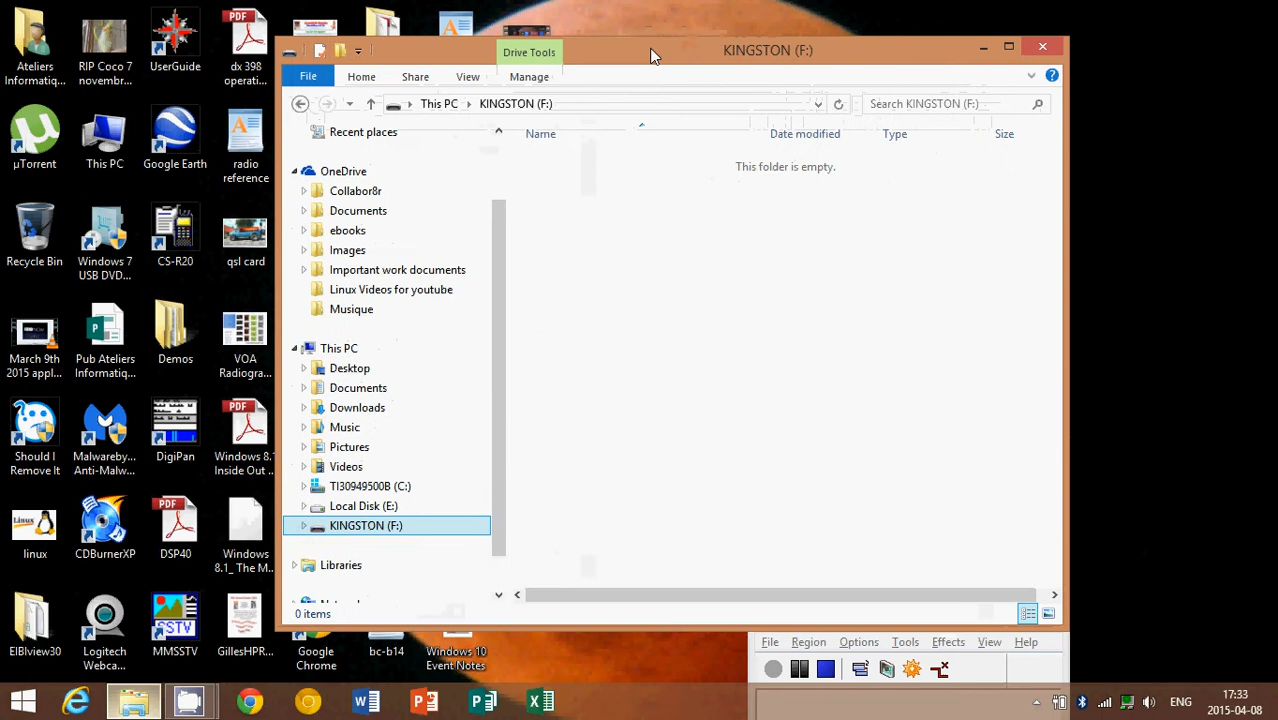 Drive Tools
KINGSTON (F:)
File
Home
Share
View
Manage
This PC
KINGSTON (F:)
Search KINGSTON (F:)
Recent places
Name
Date modified
Type
Size
This folder is empty.
OneDrive
Collabor8r
Documents
ebooks
Images
Important work documents
Linux Videos for youtube
Musique
This PC
Desktop
Documents
Downloads
Music
Pictures
Videos
TI30949500B (C:)
Local Disk (E:)
KINGSTON (F:)
Libraries
0 items
Ateliers
Informatiq...
RIP Coco 7
novembr...
UserGuide
PDF
dx 398
operati...
µTorrent
This PC
Google Earth
radio
reference
Recycle Bin
Windows 7
USB DVD...
CS-R20
qsl card
March 9th
2015 appl...
Pub Ateliers
Informatiq...
Demos
VOA
Radiogra...
Should I
Remove It
Malwareby...
Anti-Malw...
DigiPan
PDF
Windows 8.1
Inside Out ...
Linux
linux
CDBurnerXP
PDF
DSP40
Windows
8.1_ The M...
ElBIview30
Logitech
Webca...
SSTV
MMSSTV
GillesHPR...
Google
Chrome
bc-b14
Windows 10
Event Notes
File
Region
Options
Tools
Effects
View
Help
ENG
17:33
2015-04-08